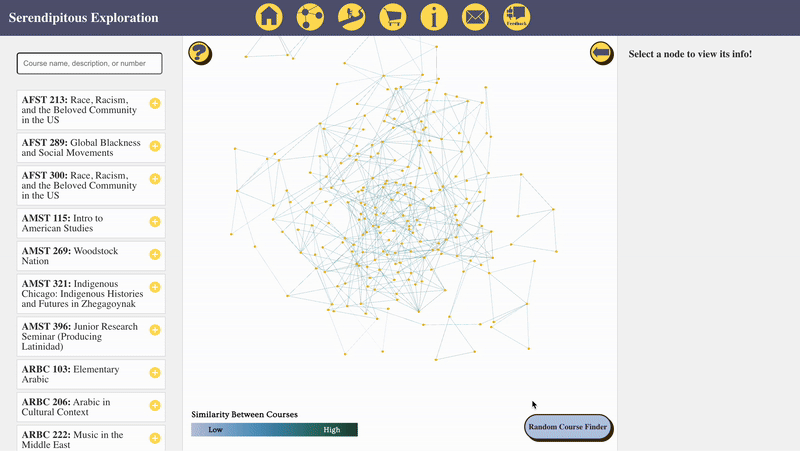 Serendipitous Exploration
Feedback
Course name, description, or number
AFST 213: Race, Racism,
and the Beloved Community
in the US
AFST 289: Global Blackness
and Social Movements
AFST 300: Race, Racism,
and the Beloved Community
in the US
AMST 115: Intro to
American Studies
AMST 269: Woodstock
Nation
AMST 321: Indigenous
Chicago: Indigenous Histories
and Futures in Zhegagoynak
AMST 396: Junior Research
Seminar (Producing
Latinidad)
ARBC 103: Elementary
Arabic
ARBC 206: Arabic in
Cultural Context
ARBC 222: Music in the
Middle East
?
Similarity Between Courses
Low High
Random Course Finder
Select a node to view its info!